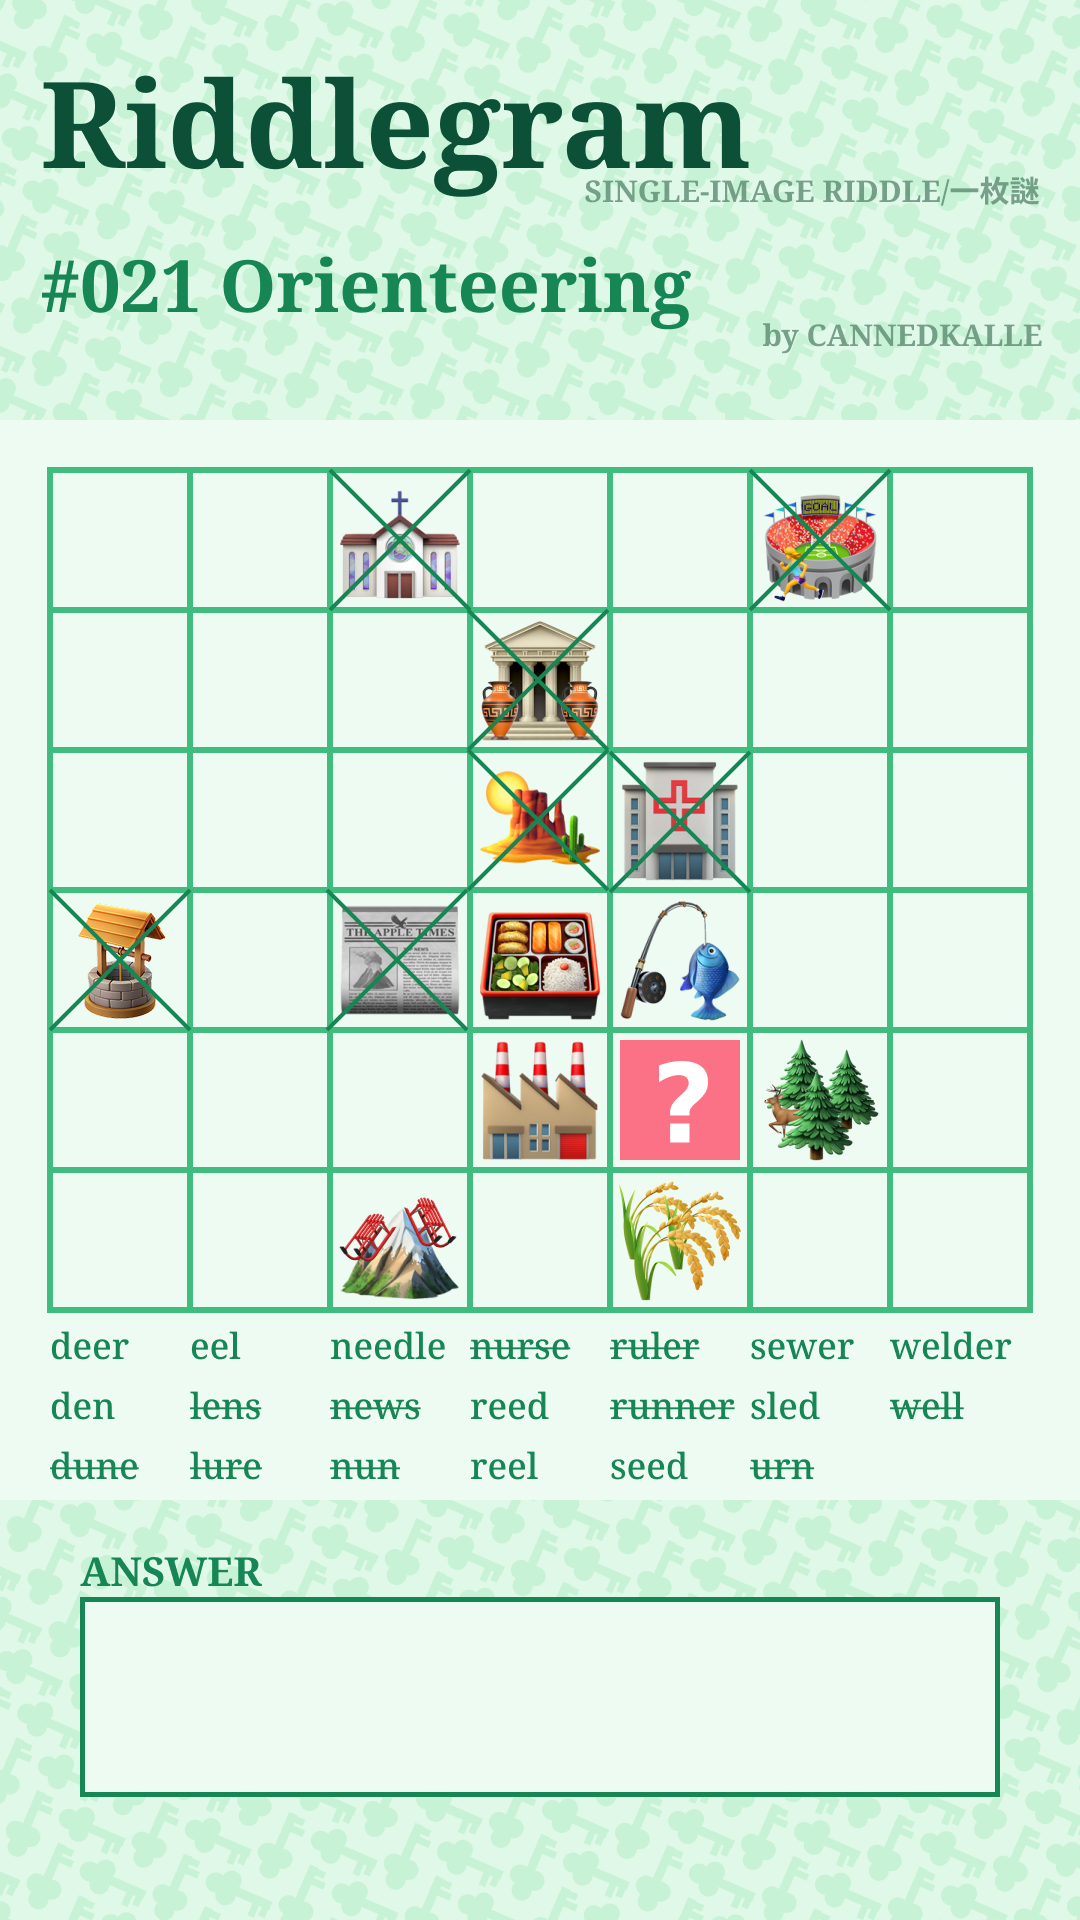 Riddlegram
SINGLE-IMAGE RIDDLE/一枚謎
#021 Orienteering
by CANNEDKALLE
GOAL
THE APPLE TIMES
?
deer eel needle nurse ruler sewer welder
den lens news reed runner sled well
dune lure nun reel seed urn
ANSWER